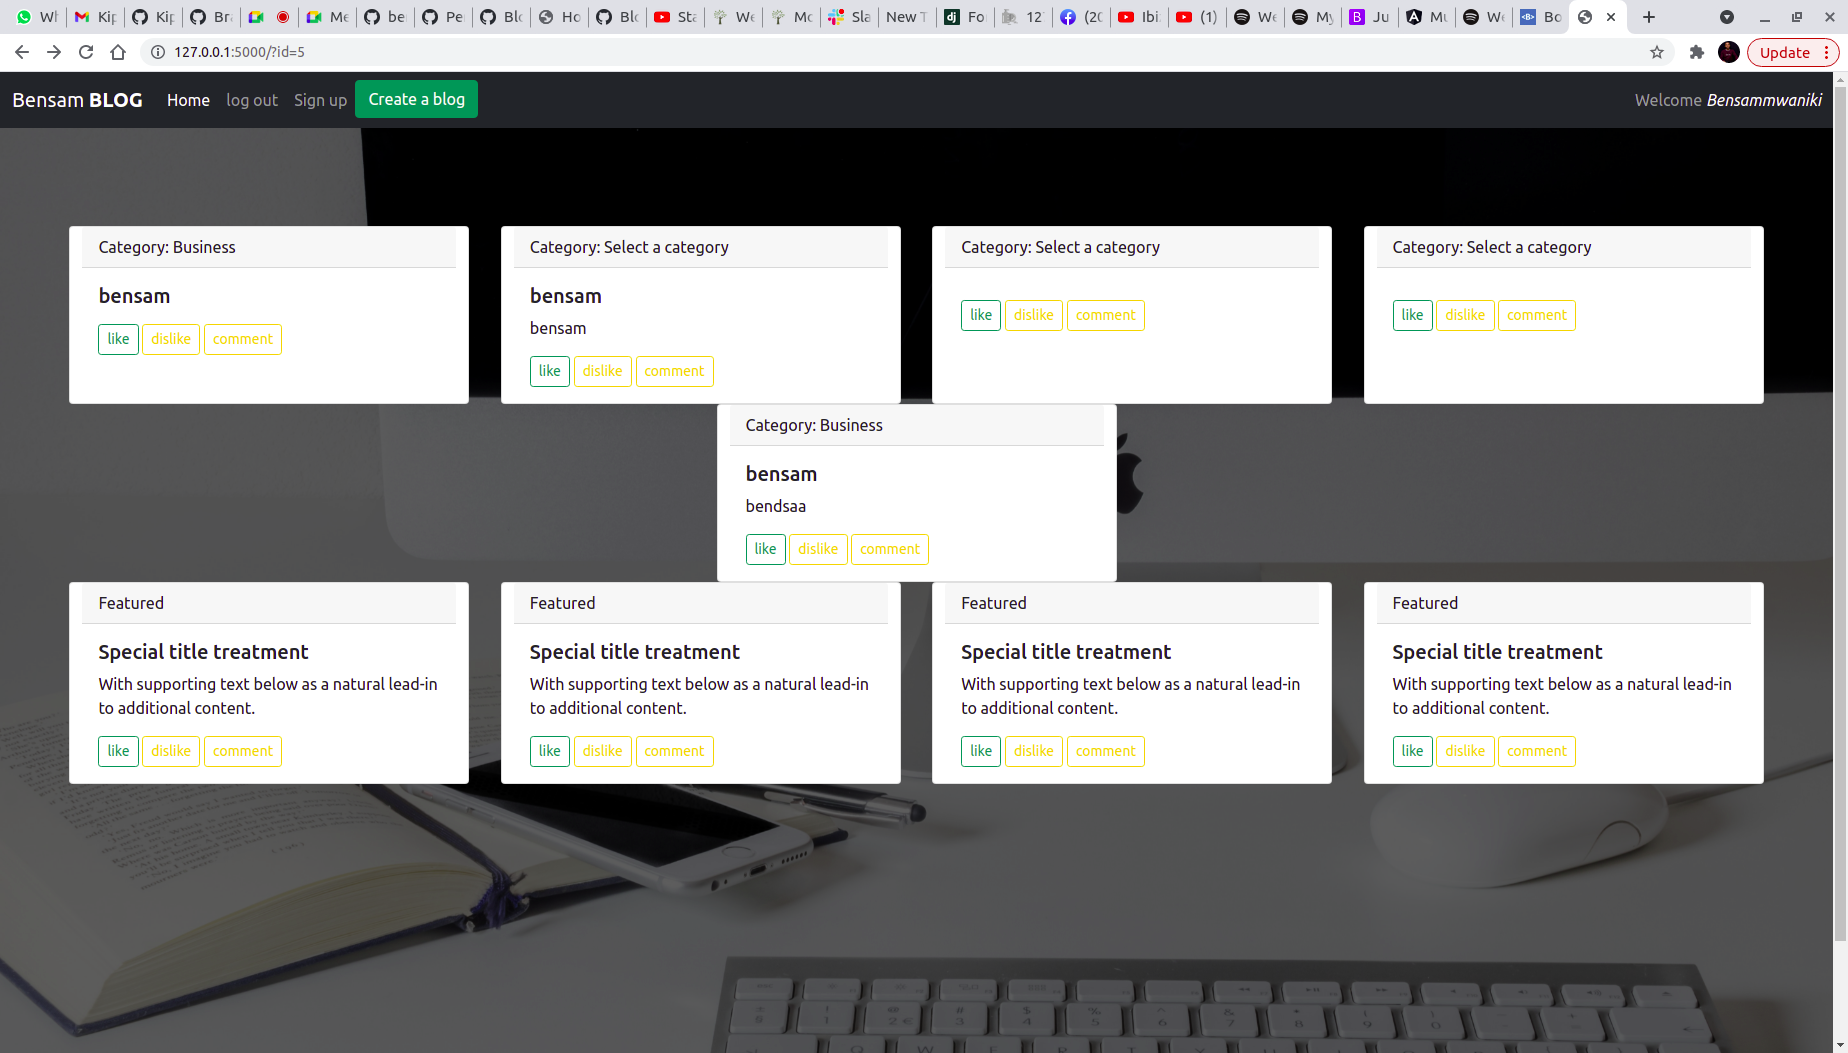 Wh
Kip
Kip
Bra
Me
be
Pe
Blo
Ho
Blo
Sta
We
Mo
Sla
New T
Fo
127
(20
Ibi
(1)
We
My
Ju
Mu
We
Bo
127.0.0.1:5000/?id=5
Update
Bensam BLOG Home log out Sign up Create a blog Welcome Bensammwaniki
Category: Business Category: Select a category Category: Select a category Category: Select a category
bensam bensam
bensam
like dislike comment
like dislike comment
like dislike comment
like dislike comment
Category: Business
bensam
bendsaa
like dislike comment
Featured Featured Featured Featured
Special title treatment Special title treatment Special title treatment Special title treatment
With supporting text below as a natural lead-in With supporting text below as a natural lead-in With supporting text below as a natural lead-in With supporting text below as a natural lead-in
to additional content. to additional content. to additional content. to additional content.
like dislike comment like dislike comment like dislike comment like dislike comment